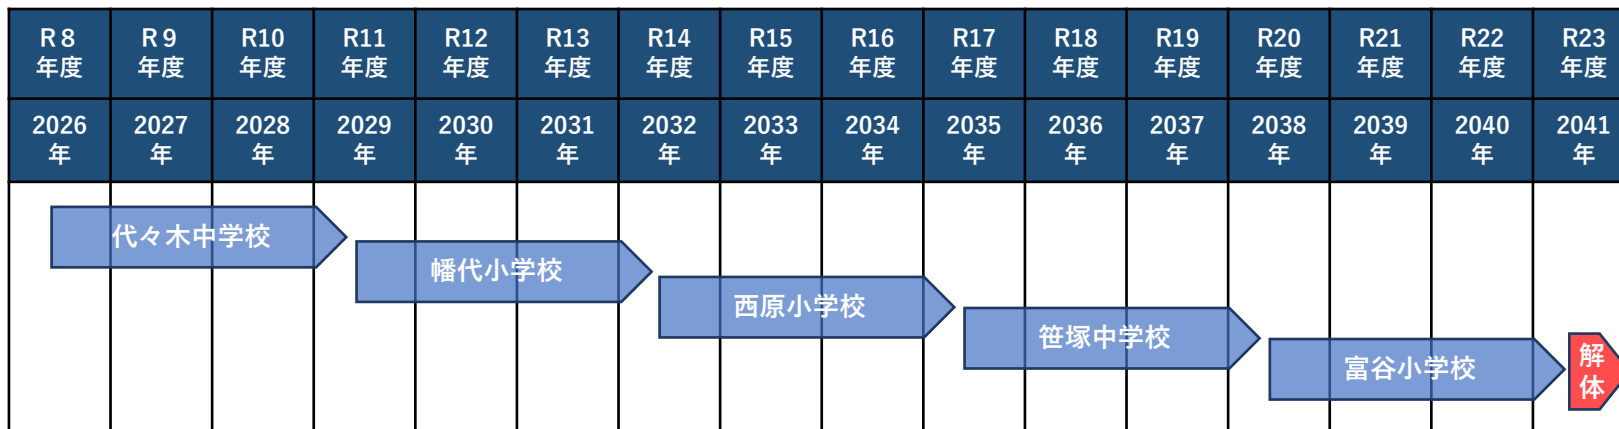 R８ R９ R10 R11 R12 R13 R14 R15 R16 R17 R18 R19 R20 R21 R22 R23
年度 年度 年度 年度 年度 年度 年度 年度 年度 年度 年度 年度 年度 年度 年度 年度
2026 2027 2028 2029 2030 2031 2032 2033 2034 2035 2036 2037 2038 2039 2040 2041
年 年 年 年 年 年 年 年 年 年 年 年 年 年 年 年
代々木中学校
幡代小学校
西原小学校
笹塚中学校
富谷小学校
解
体